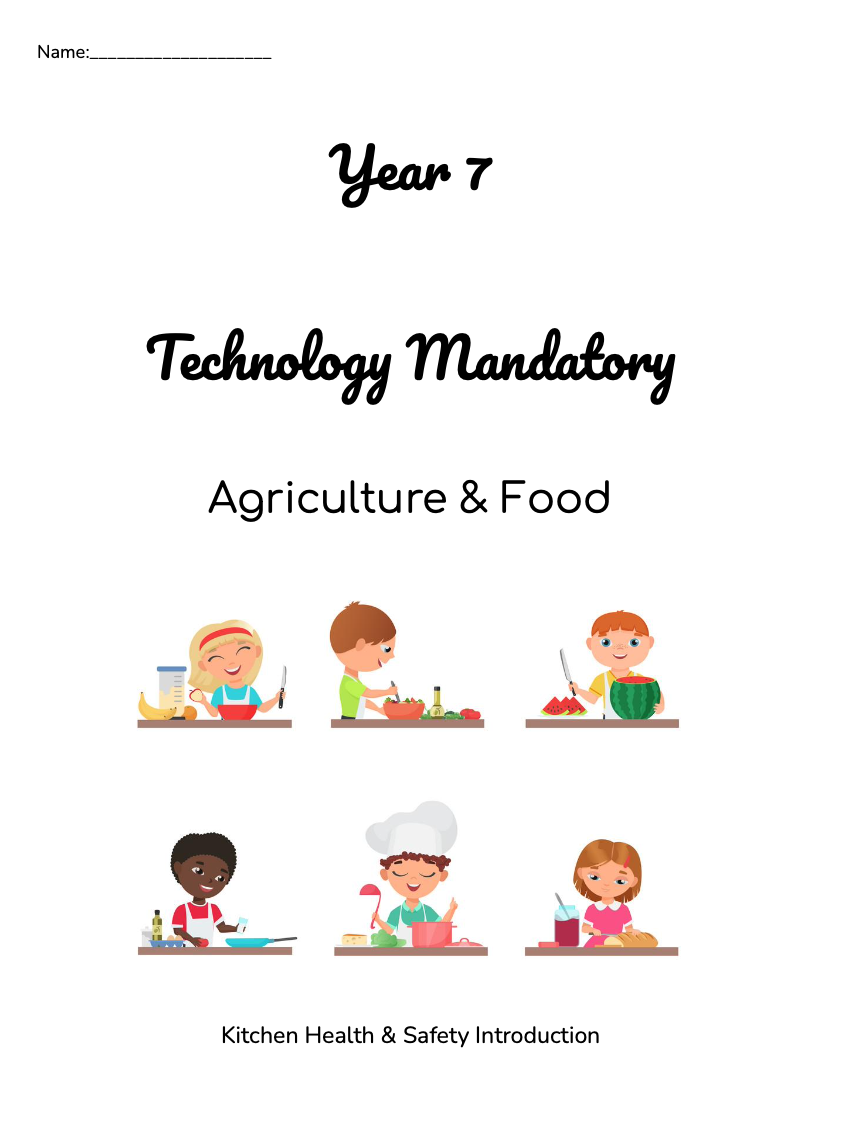 Name:____________________
Year 7
Technology Mandatory
Agriculture & Food
Kitchen Health & Safety Introduction